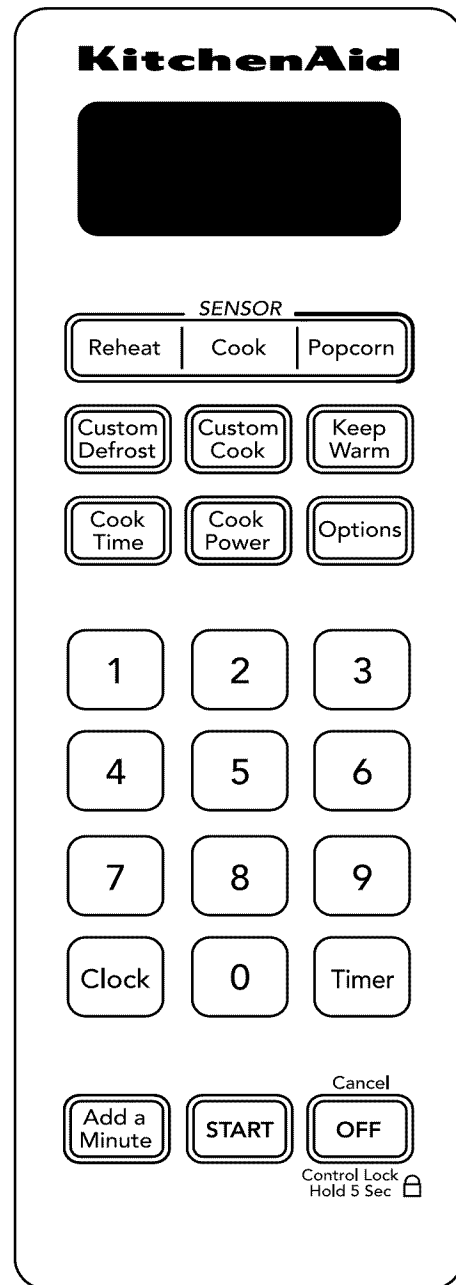 KitchenAid
SENSOR
Reheat Cook Popcorn
Custom Defrost Custom Cook Keep Warm
Cook Time Cook Power Options
1 2 3
4 5 6
7 8 9
Clock 0 Timer
Cancel
Add a Minute START OFF
Control Lock
Hold 5 Sec